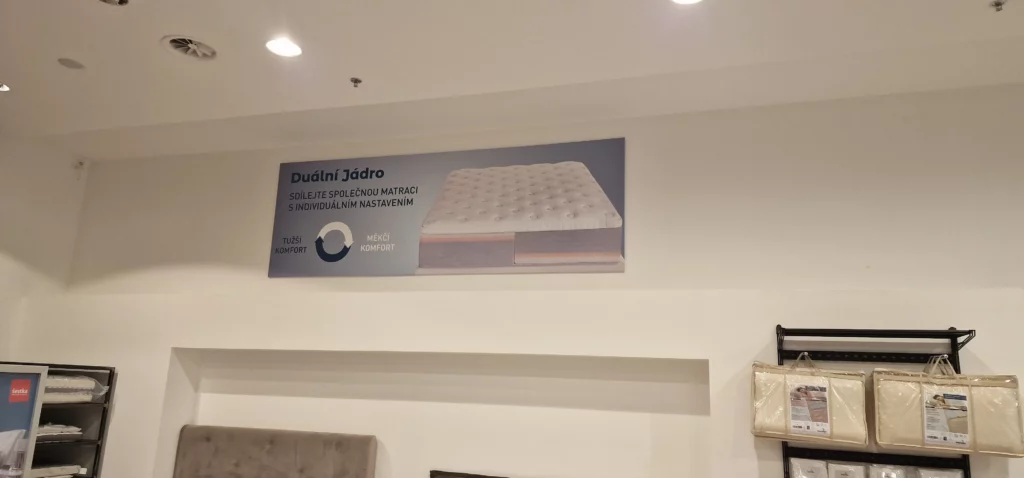 Duální Jádro
SDÍLEJTE SPOLEČNOU MATRACI
S INDIVIDUÁLNÍM NASTAVENÍM
TUŽŠÍ
KOMFORT
MĚKČÍ
KOMFORT